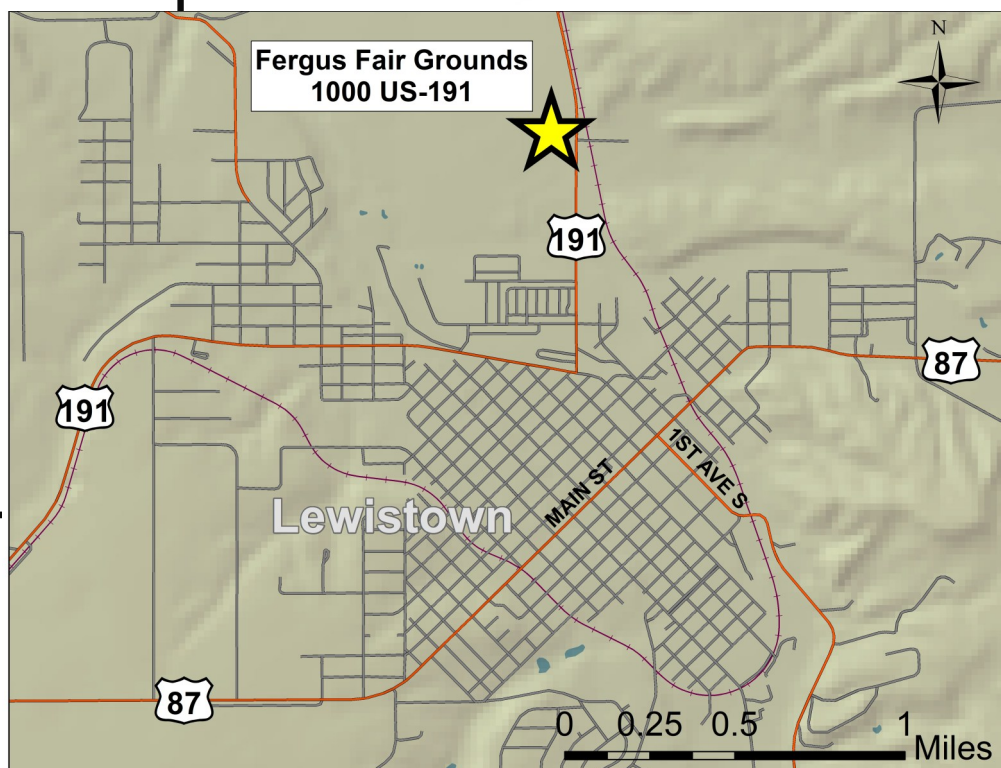 Fergus Fair Grounds
1000 US-191
N
191
87
191
1ST AVE S
MAIN ST
Lewistown
87
0 0.25 0.5 1
Miles